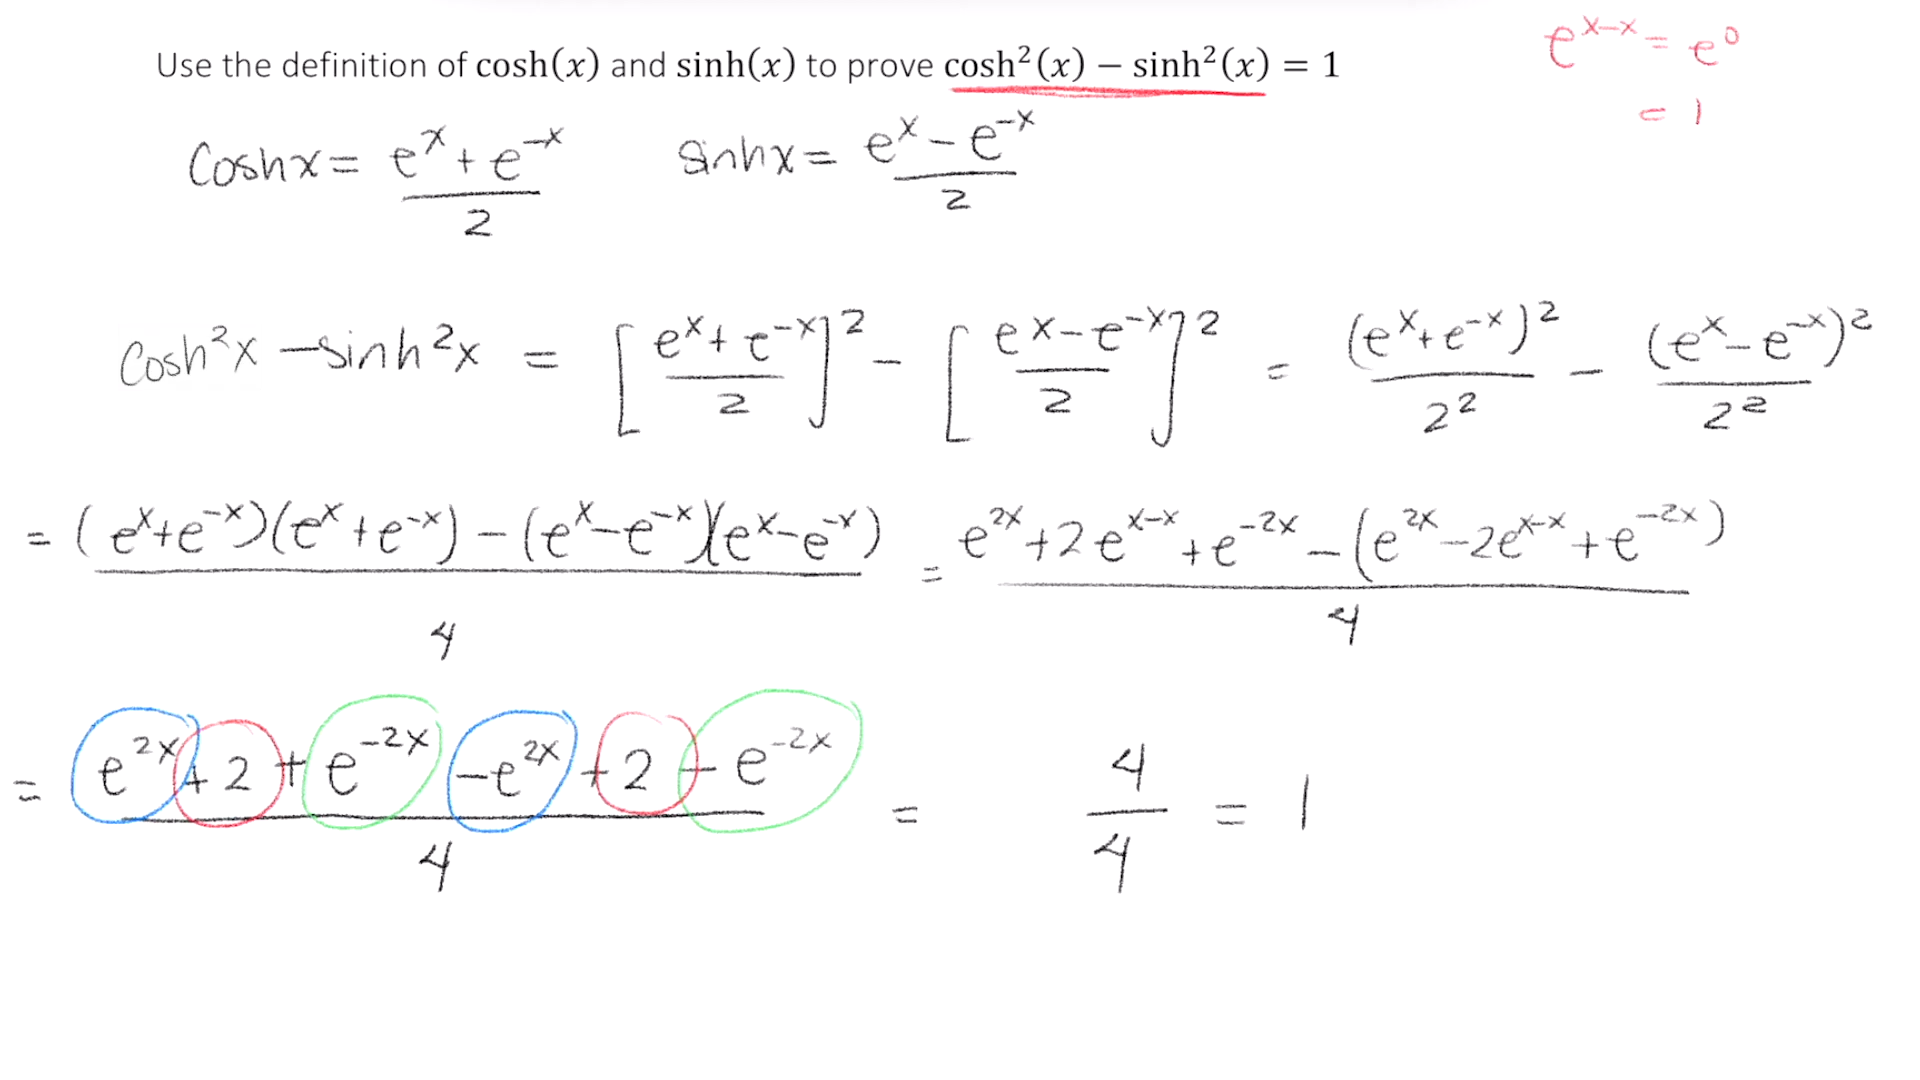 Use the definition of cosh(x) and sinh(x) to prove cosh²(x) − sinh²(x) = 1
e^{x-x} = e^0
= 1
Coshx = (e^x + e^{-x})/2    Sinhx = (e^x - e^{-x})/2
Cosh²x - sinh²x = [(e^x + e^{-x})/2]² - [(e^x - e^{-x})/2]² = (e^x + e^{-x})²/2² - (e^x - e^{-x})²/2²
= ((e^x + e^{-x})(e^x + e^{-x}) - (e^x - e^{-x})(e^x - e^{-x}))/4 = (e^{2x} + 2e^{x-x} + e^{-2x} - (e^{2x} - 2e^{x-x} + e^{-2x}))/4
= (e^{2x} + 2 + e^{-2x} - e^{2x} + 2 - e^{-2x})/4 = 4/4 = 1